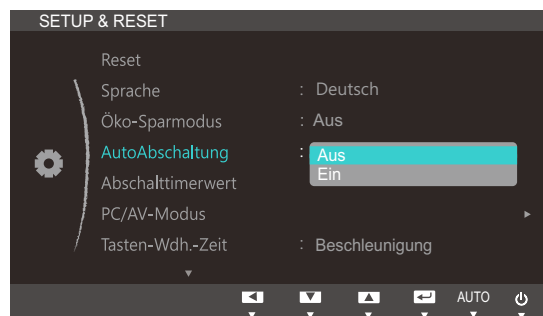 SETUP & RESET
Reset
Sprache : Deutsch
Öko-Sparmodus : Aus
AutoAbschaltung : Aus
Ein
Abschalttimerwert
PC/AV-Modus
Tasten-Wdh.-Zeit : Beschleunigung
AUTO